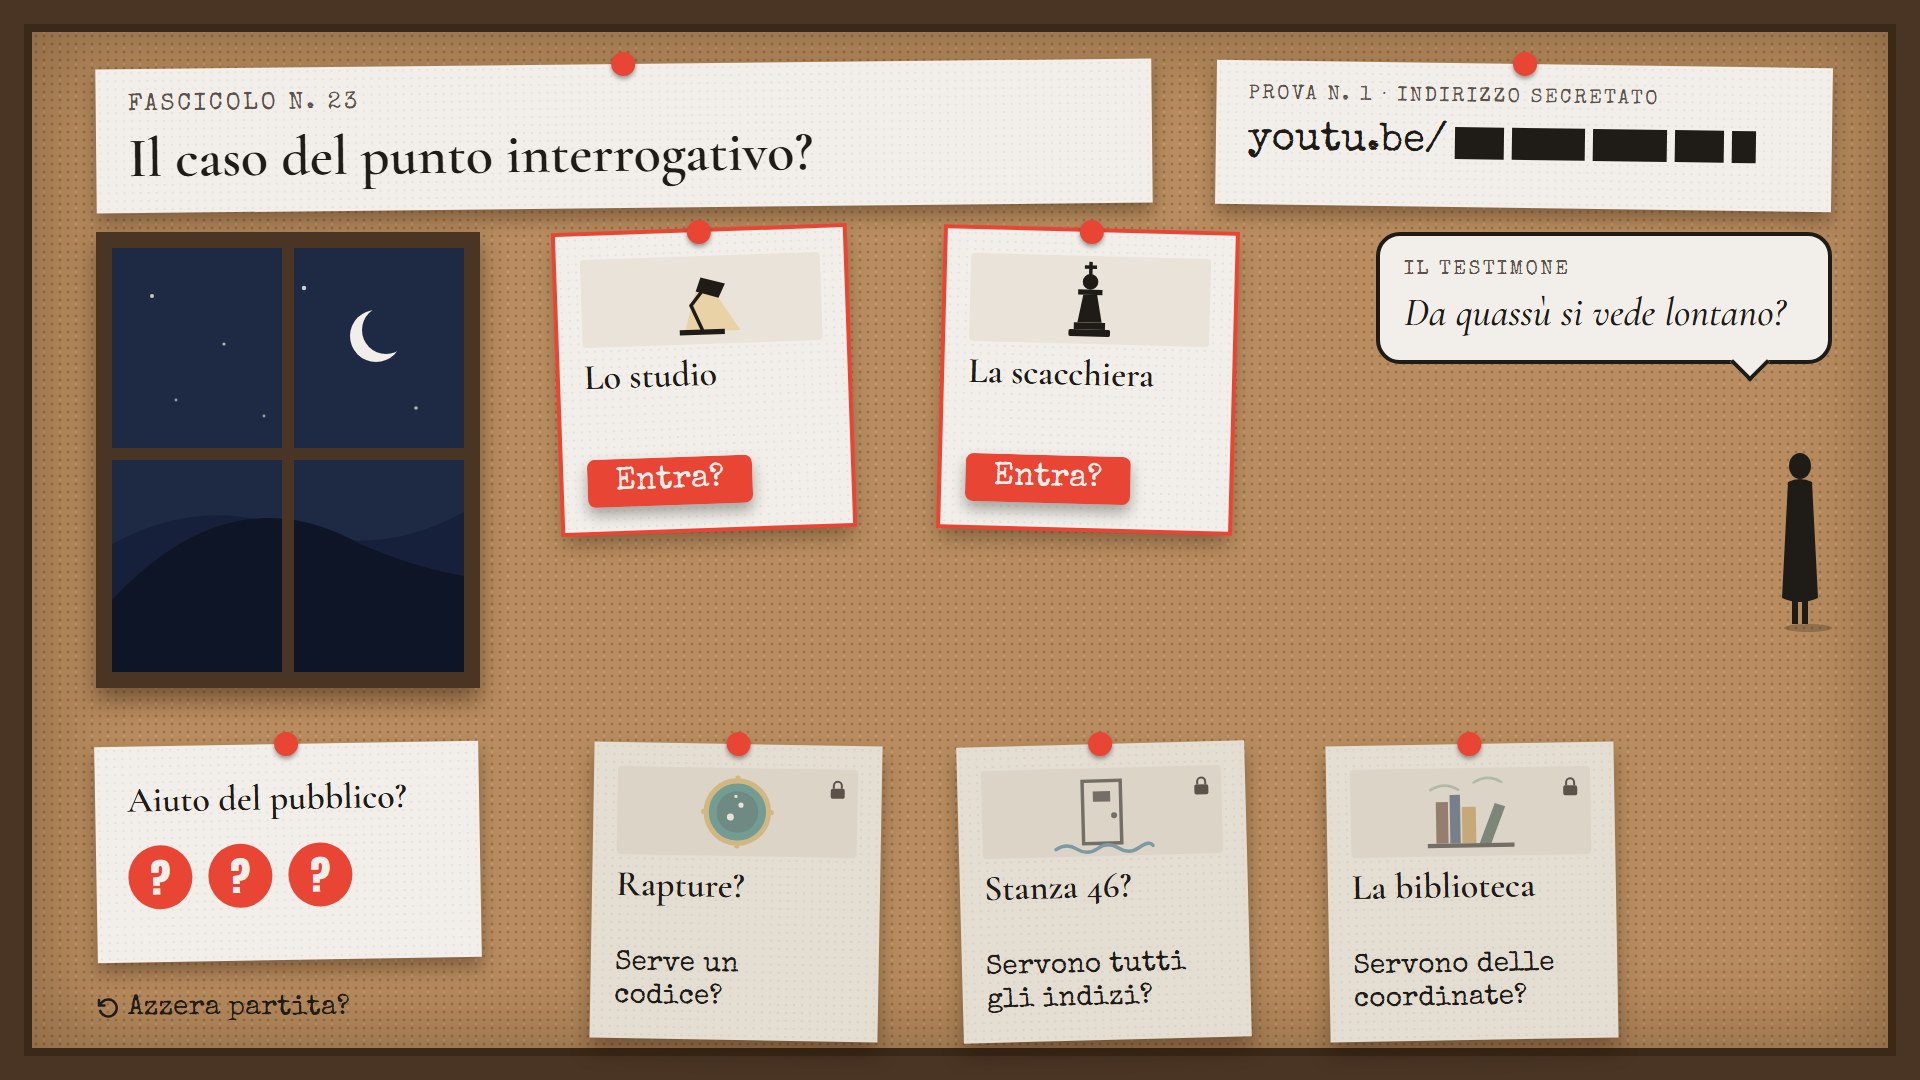 FASCICOLO N. 23
Il caso del punto interrogativo?
PROVA N. 1 · INDIRIZZO SECRETATO
youtu.be/
IL TESTIMONE
Da quassù si vede lontano?
Lo studio
Entra?
La scacchiera
Entra?
Aiuto del pubblico?
? ? ?
Azzera partita?
Rapture?
Serve un
codice?
Stanza 46?
Servono tutti
gli indizi?
La biblioteca
Servono delle
coordinate?